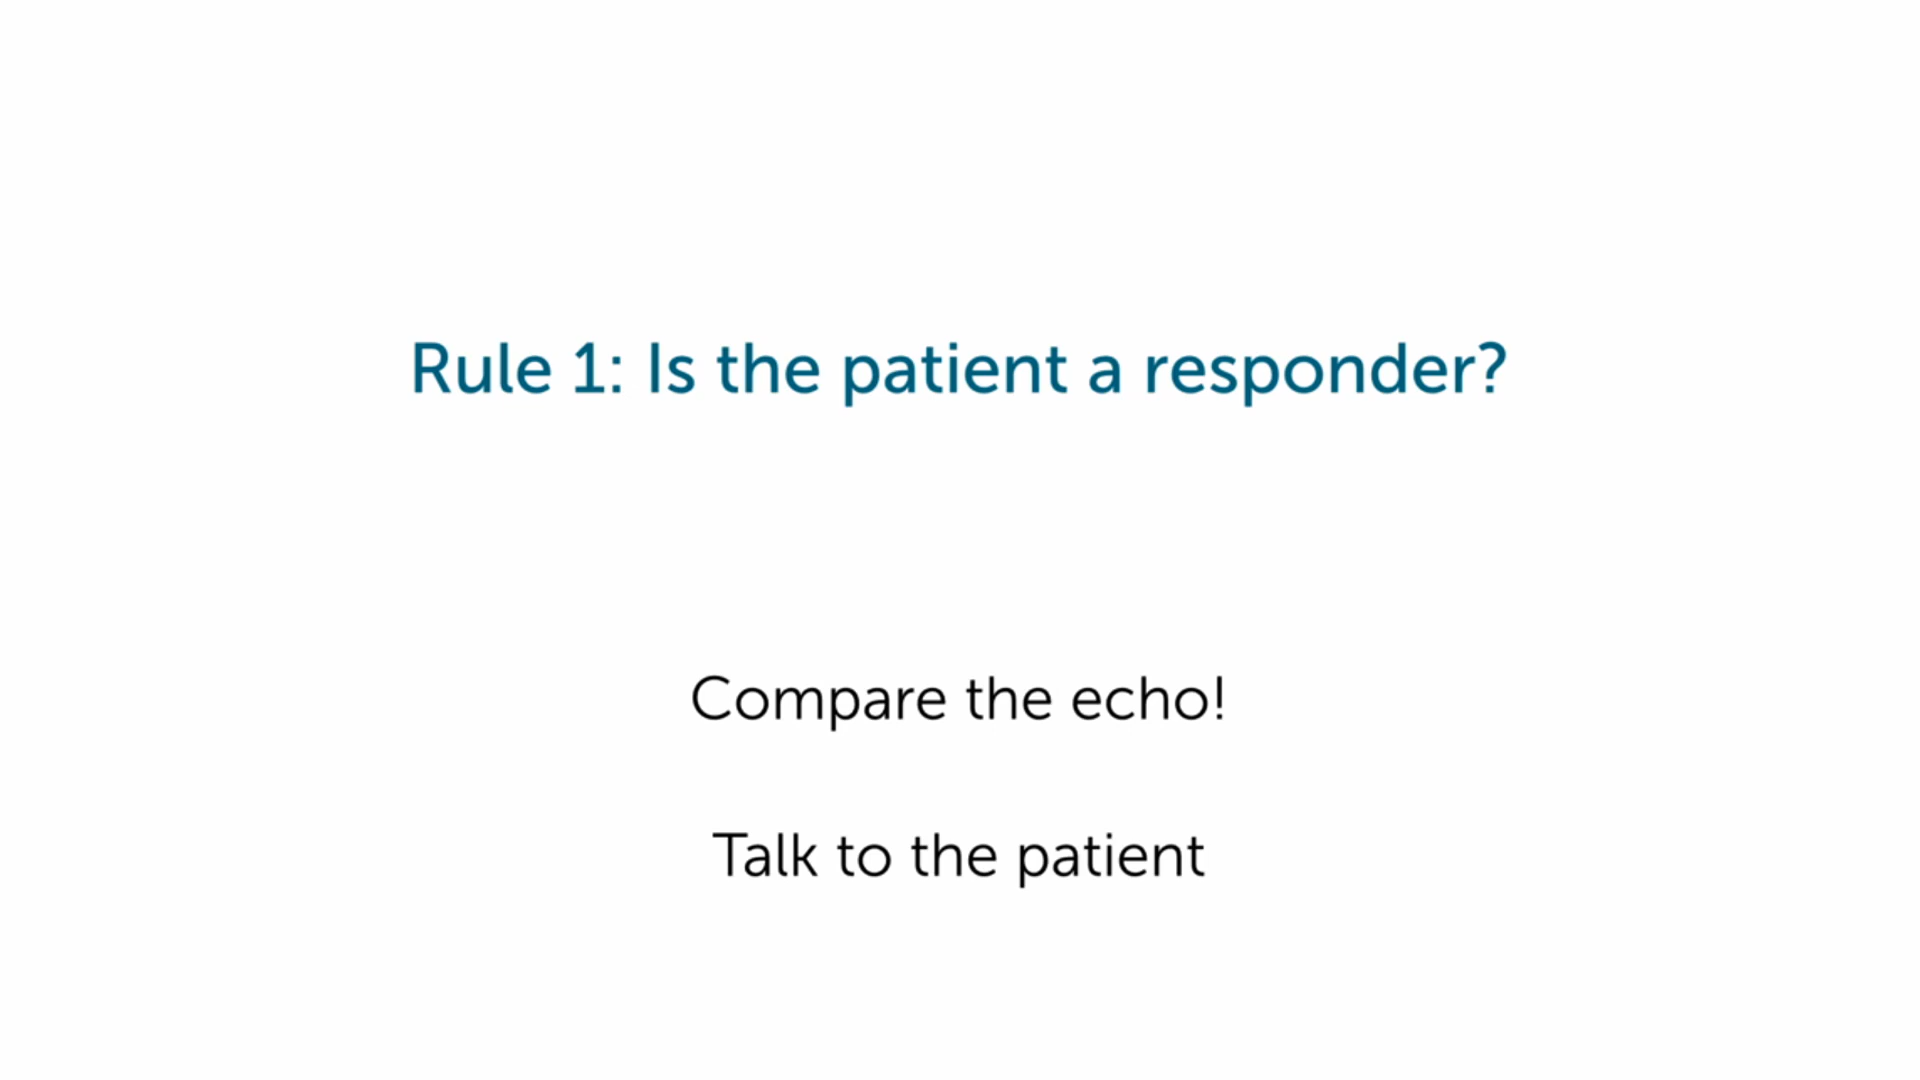 Rule 1: Is the patient a responder?
Compare the echo!
Talk to the patient